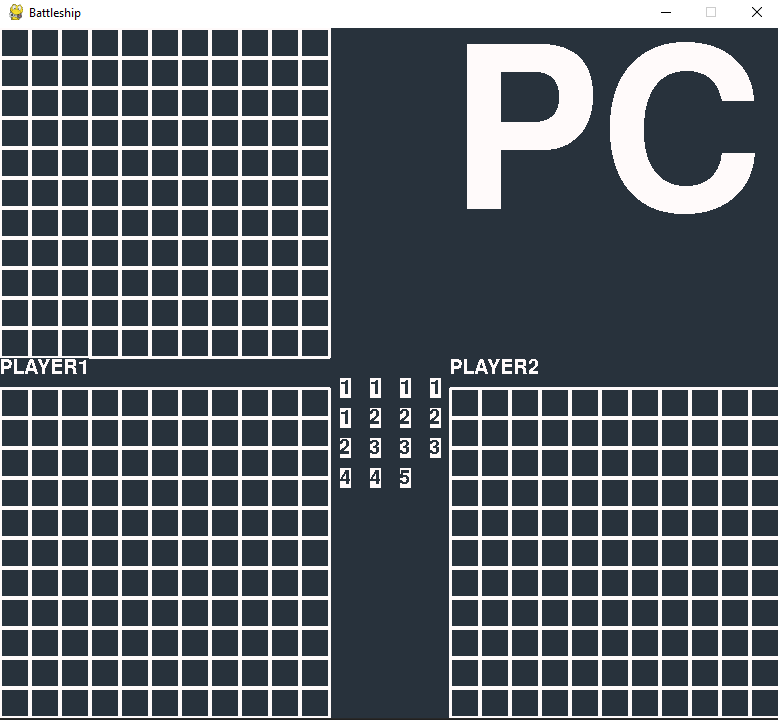 Battleship
PC
PLAYER1
PLAYER2
1 1 1 1
1 2 2 2
2 3 3 3
4 4 5